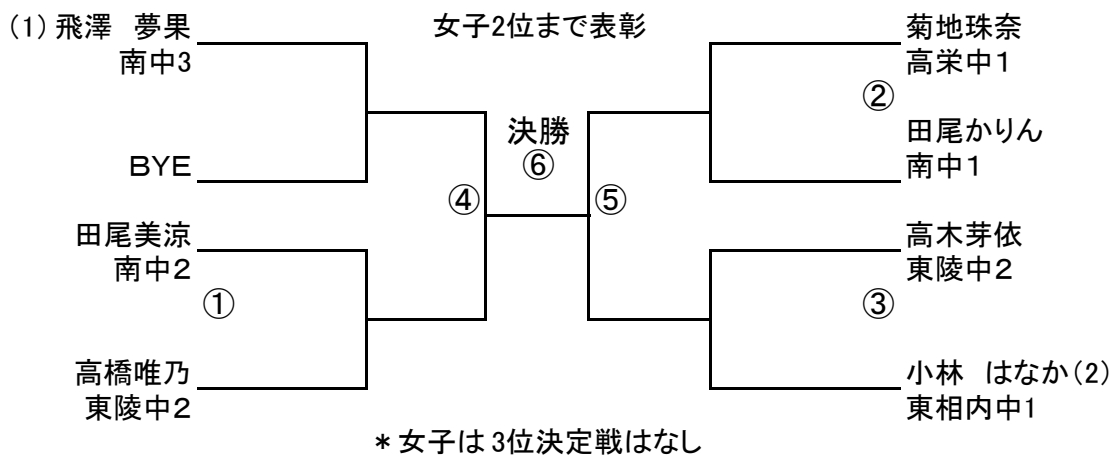 女子2位まで表彰
(1) 飛澤　夢果
南中3
BYE
田尾美涼
南中2
①
高橋唯乃
東陵中2
④
決勝
⑥
⑤
菊地珠奈
高栄中1
②
田尾かりん
南中1
高木芽依
東陵中2
③
小林　はなか(2)
東相内中1
＊女子は3位決定戦はなし